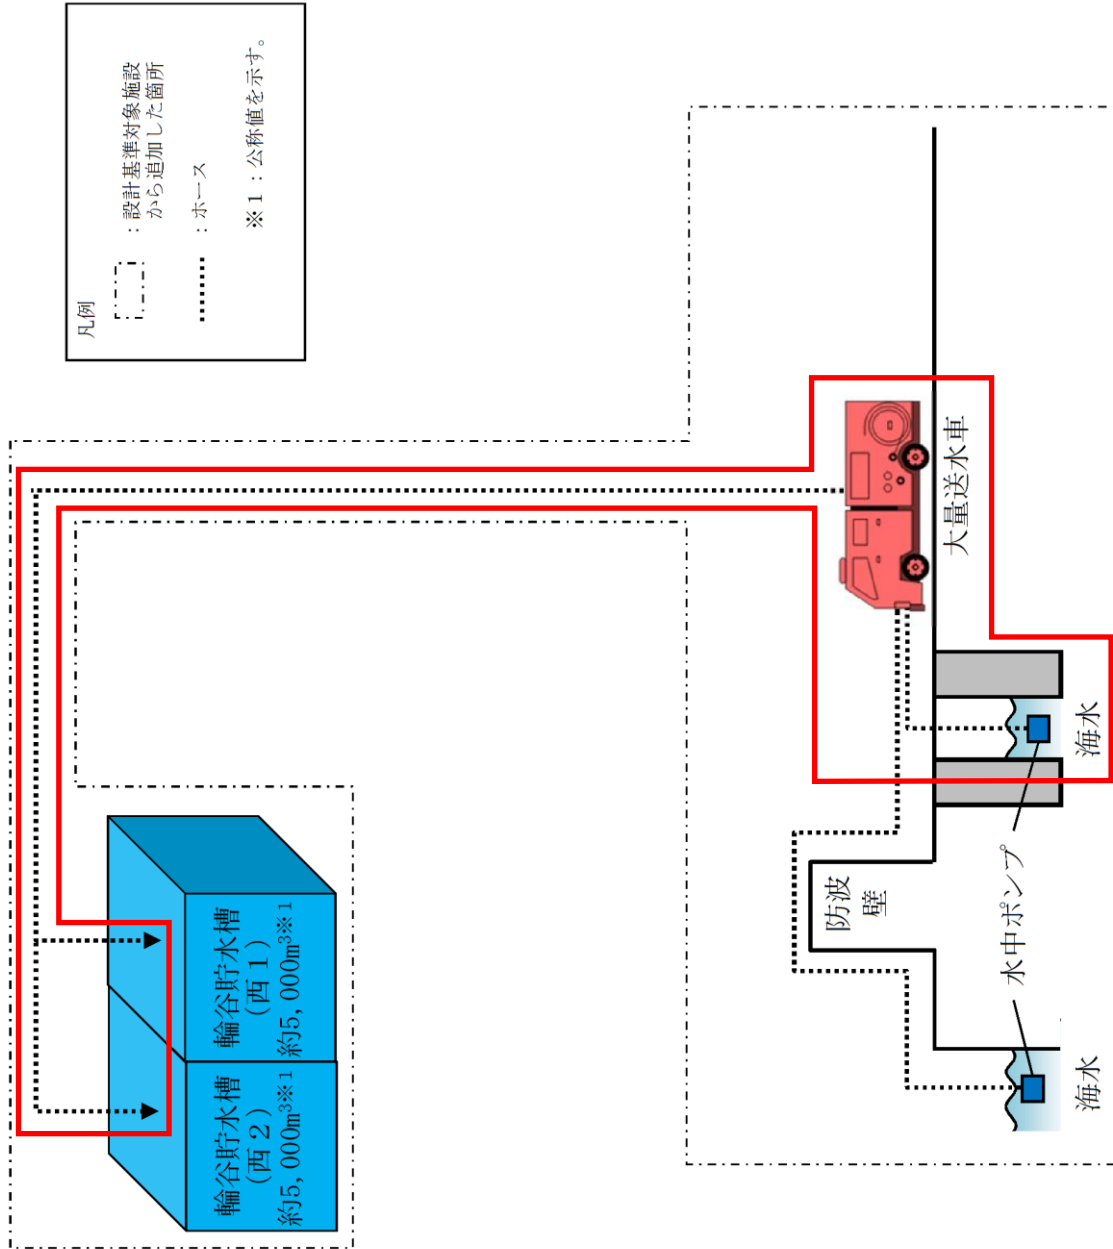 凡例
：設計基準対象施設
から追加した箇所
：ホース
※１：公称値を示す。
輪谷貯水槽
（西２）
約5,000m³※１
輪谷貯水槽
（西１）
約5,000m³※１
大量送水車
防波
壁
水中ポンプ
海水
海水